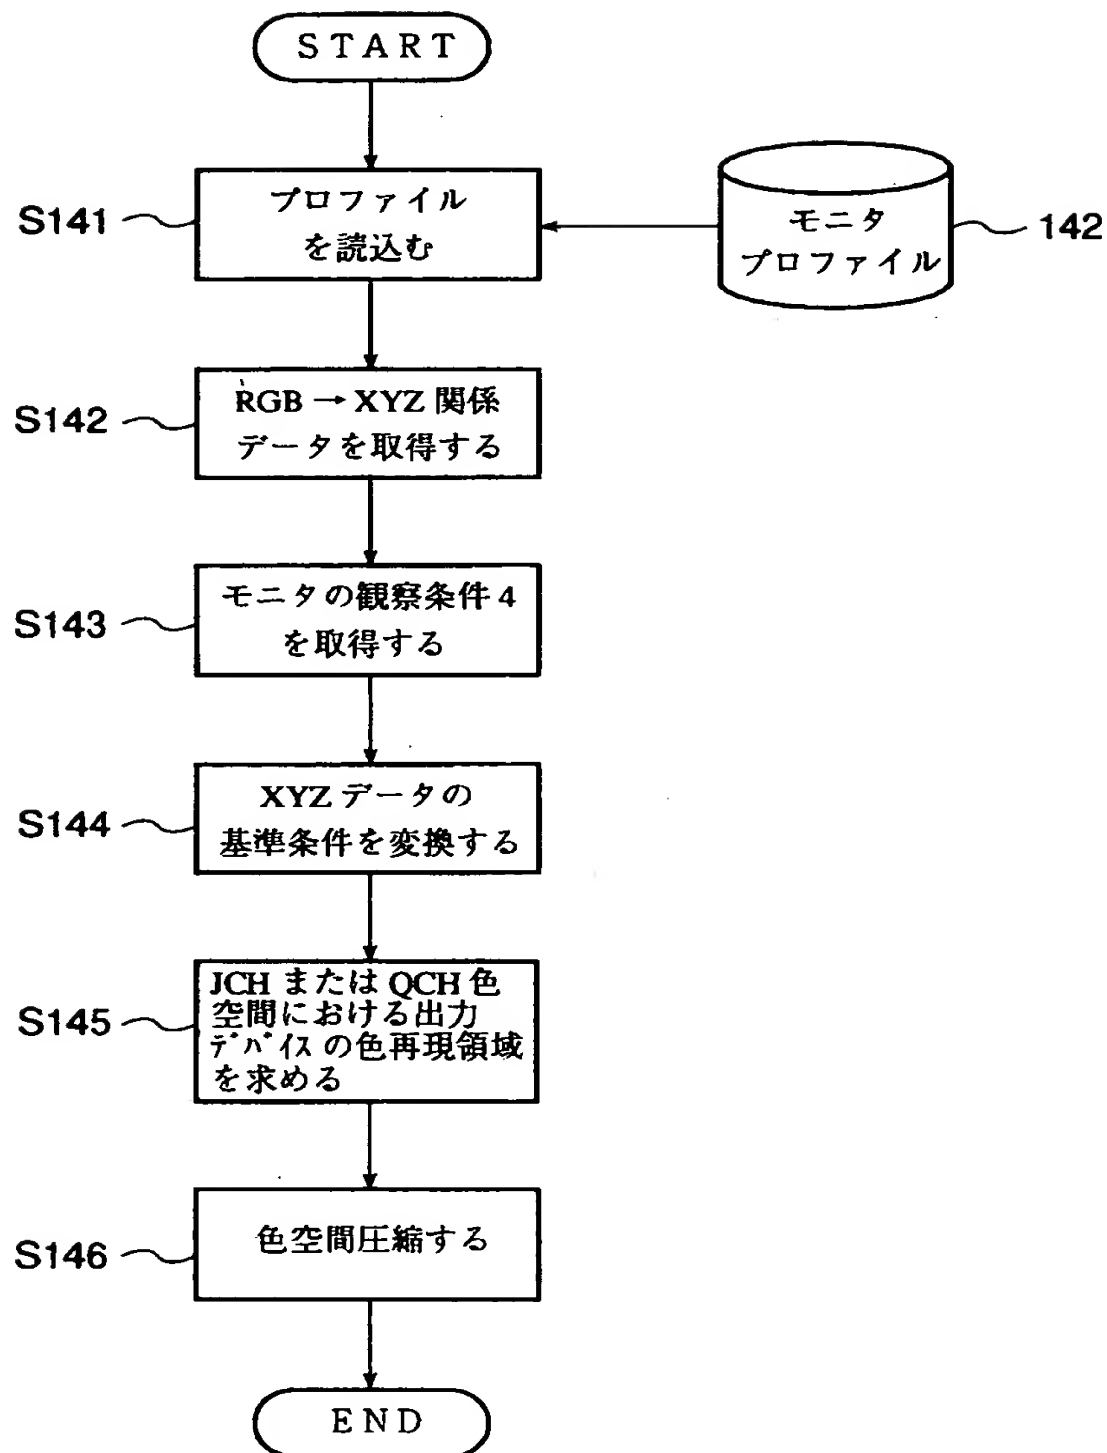 START
S141
プロファイル
を読込む
モニタ
プロファイル
142
S142
RGB → XYZ 関係
データを取得する
S143
モニタの観察条件4
を取得する
S144
XYZ データの
基準条件を変換する
S145
JCH または QCH 色
空間における出力
ﾃﾞﾊﾞｲｽ の色再現領域
を求める
S146
色空間圧縮する
END